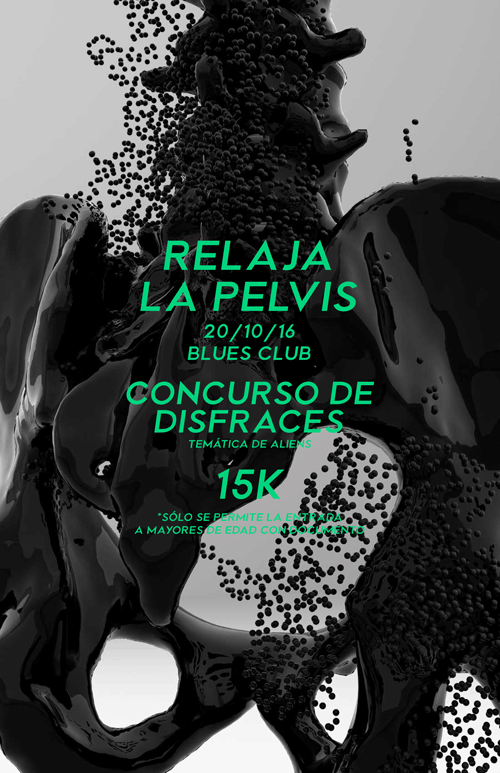 RELAJA
LA PELVIS
20/10/16
BLUES CLUB
CONCURSO DE
DISFRACES
TEMÁTICA DE ALIENS
15K
*SÓLO SE PERMITE LA ENTRADA
A MAYORES DE EDAD CON DOCUMENTO